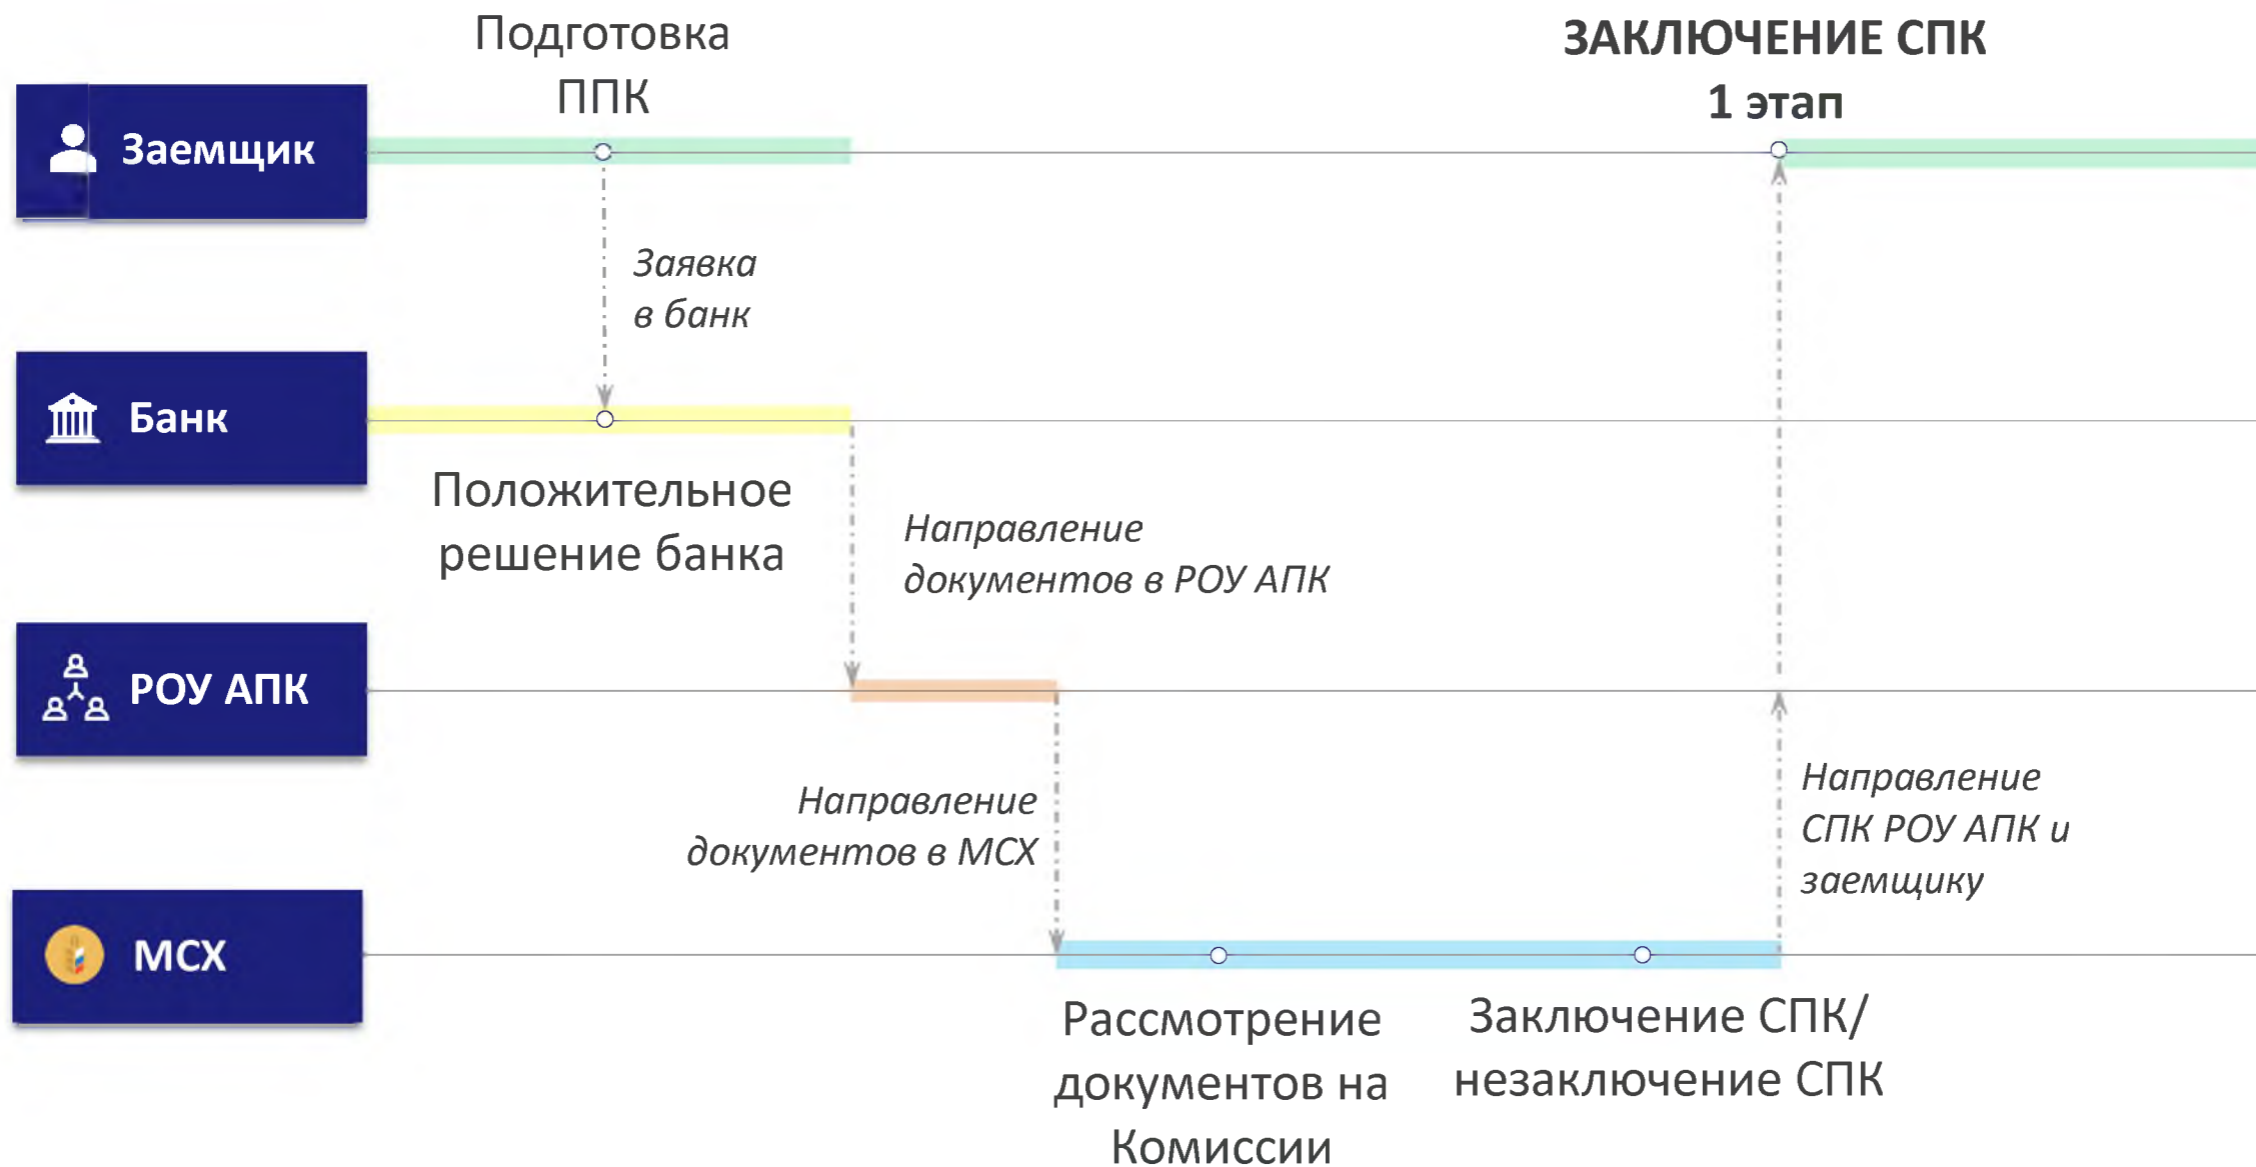 Подготовка
ППК
ЗАКЛЮЧЕНИЕ СПК
1 этап
Заемщик
Заявка
в банк
Банк
Положительное
решение банка
Направление
документов в РОУ АПК
РОУ АПК
Направление
документов в МСХ
Направление
СПК РОУ АПК и
заемщику
МСХ
Рассмотрение
документов на
Комиссии
Заключение СПК/
незаключение СПК